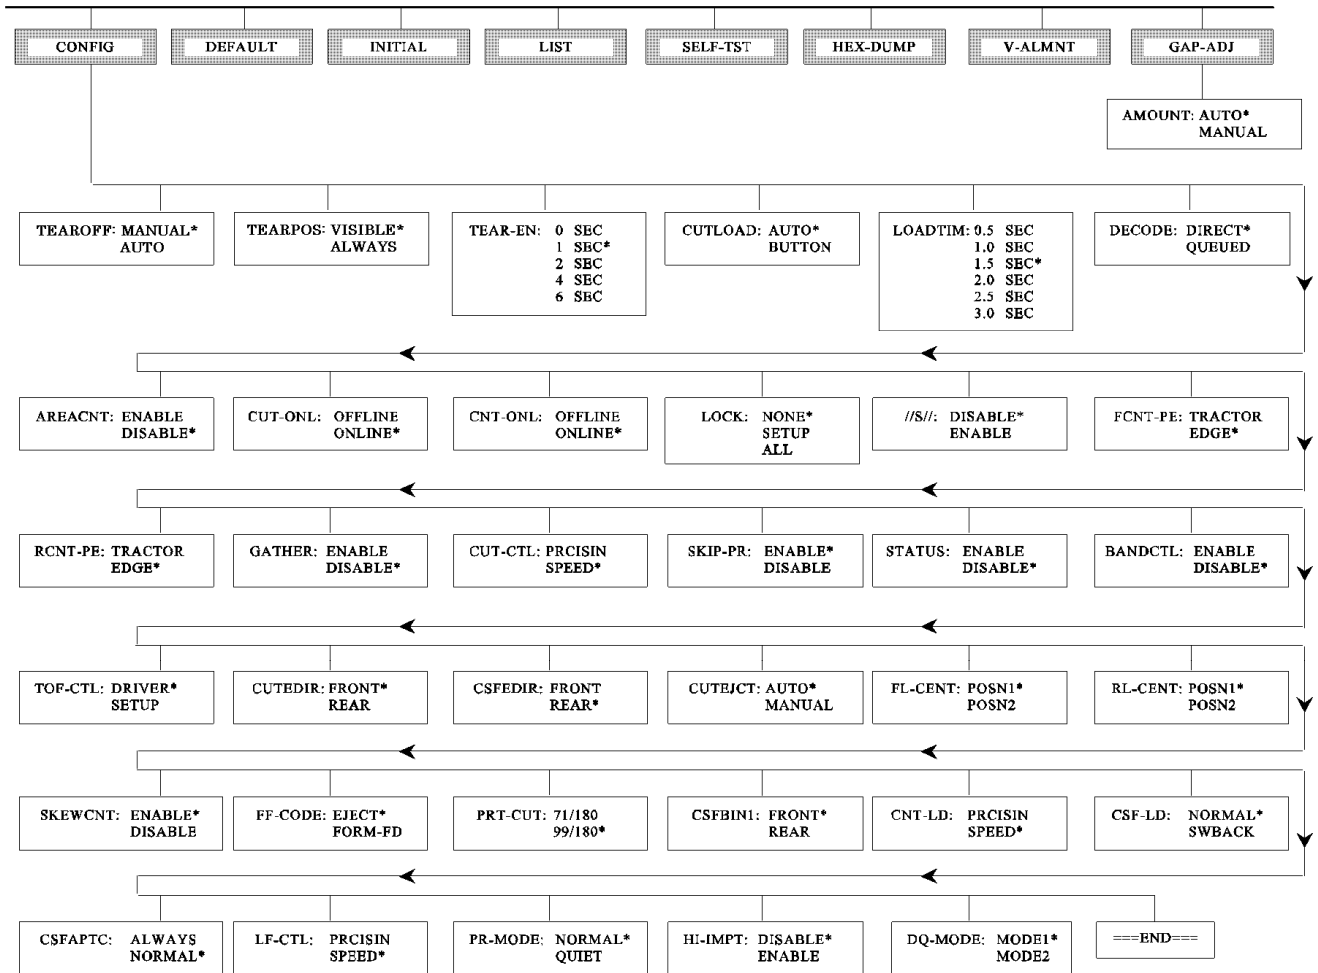 CONFIG DEFAULT INITIAL LIST SELF-TST HEX-DUMP V-ALMNT GAP-ADJ
AMOUNT: AUTO*
MANUAL
TEAROFF: MANUAL*
AUTO
TEARPOS: VISIBLE*
ALWAYS
TEAR-EN: 0 SEC
1 SEC*
2 SEC
4 SEC
6 SEC
CUTLOAD: AUTO*
BUTTON
LOADTIM: 0.5 SEC
1.0 SEC
1.5 SEC*
2.0 SEC
2.5 SEC
3.0 SEC
DECODE: DIRECT*
QUEUED
AREACNT: ENABLE
DISABLE*
CUT-ONL: OFFLINE
ONLINE*
CNT-ONL: OFFLINE
ONLINE*
LOCK: NONE*
SETUP
ALL
//S//: DISABLE*
ENABLE
FCNT-PE: TRACTOR
EDGE*
RCNT-PE: TRACTOR
EDGE*
GATHER: ENABLE
DISABLE*
CUT-CTL: PRCISIN
SPEED*
SKIP-PR: ENABLE*
DISABLE
STATUS: ENABLE
DISABLE*
BANDCTL: ENABLE
DISABLE*
TOF-CTL: DRIVER*
SETUP
CUTEDIR: FRONT*
REAR
CSFEDIR: FRONT
REAR*
CUTEJCT: AUTO*
MANUAL
FL-CENT: POSN1*
POSN2
RL-CENT: POSN1*
POSN2
SKEWCNT: ENABLE*
DISABLE
FF-CODE: EJECT*
FORM-FD
PRT-CUT: 71/180
99/180*
CSFBIN1: FRONT*
REAR
CNT-LD: PRCISIN
SPEED*
CSF-LD: NORMAL*
SWBACK
CSFAPTC: ALWAYS
NORMAL*
LF-CTL: PRCISIN
SPEED*
PR-MODE: NORMAL*
QUIET
HI-IMPT: DISABLE*
ENABLE
DQ-MODE: MODE1*
MODE2
===END===